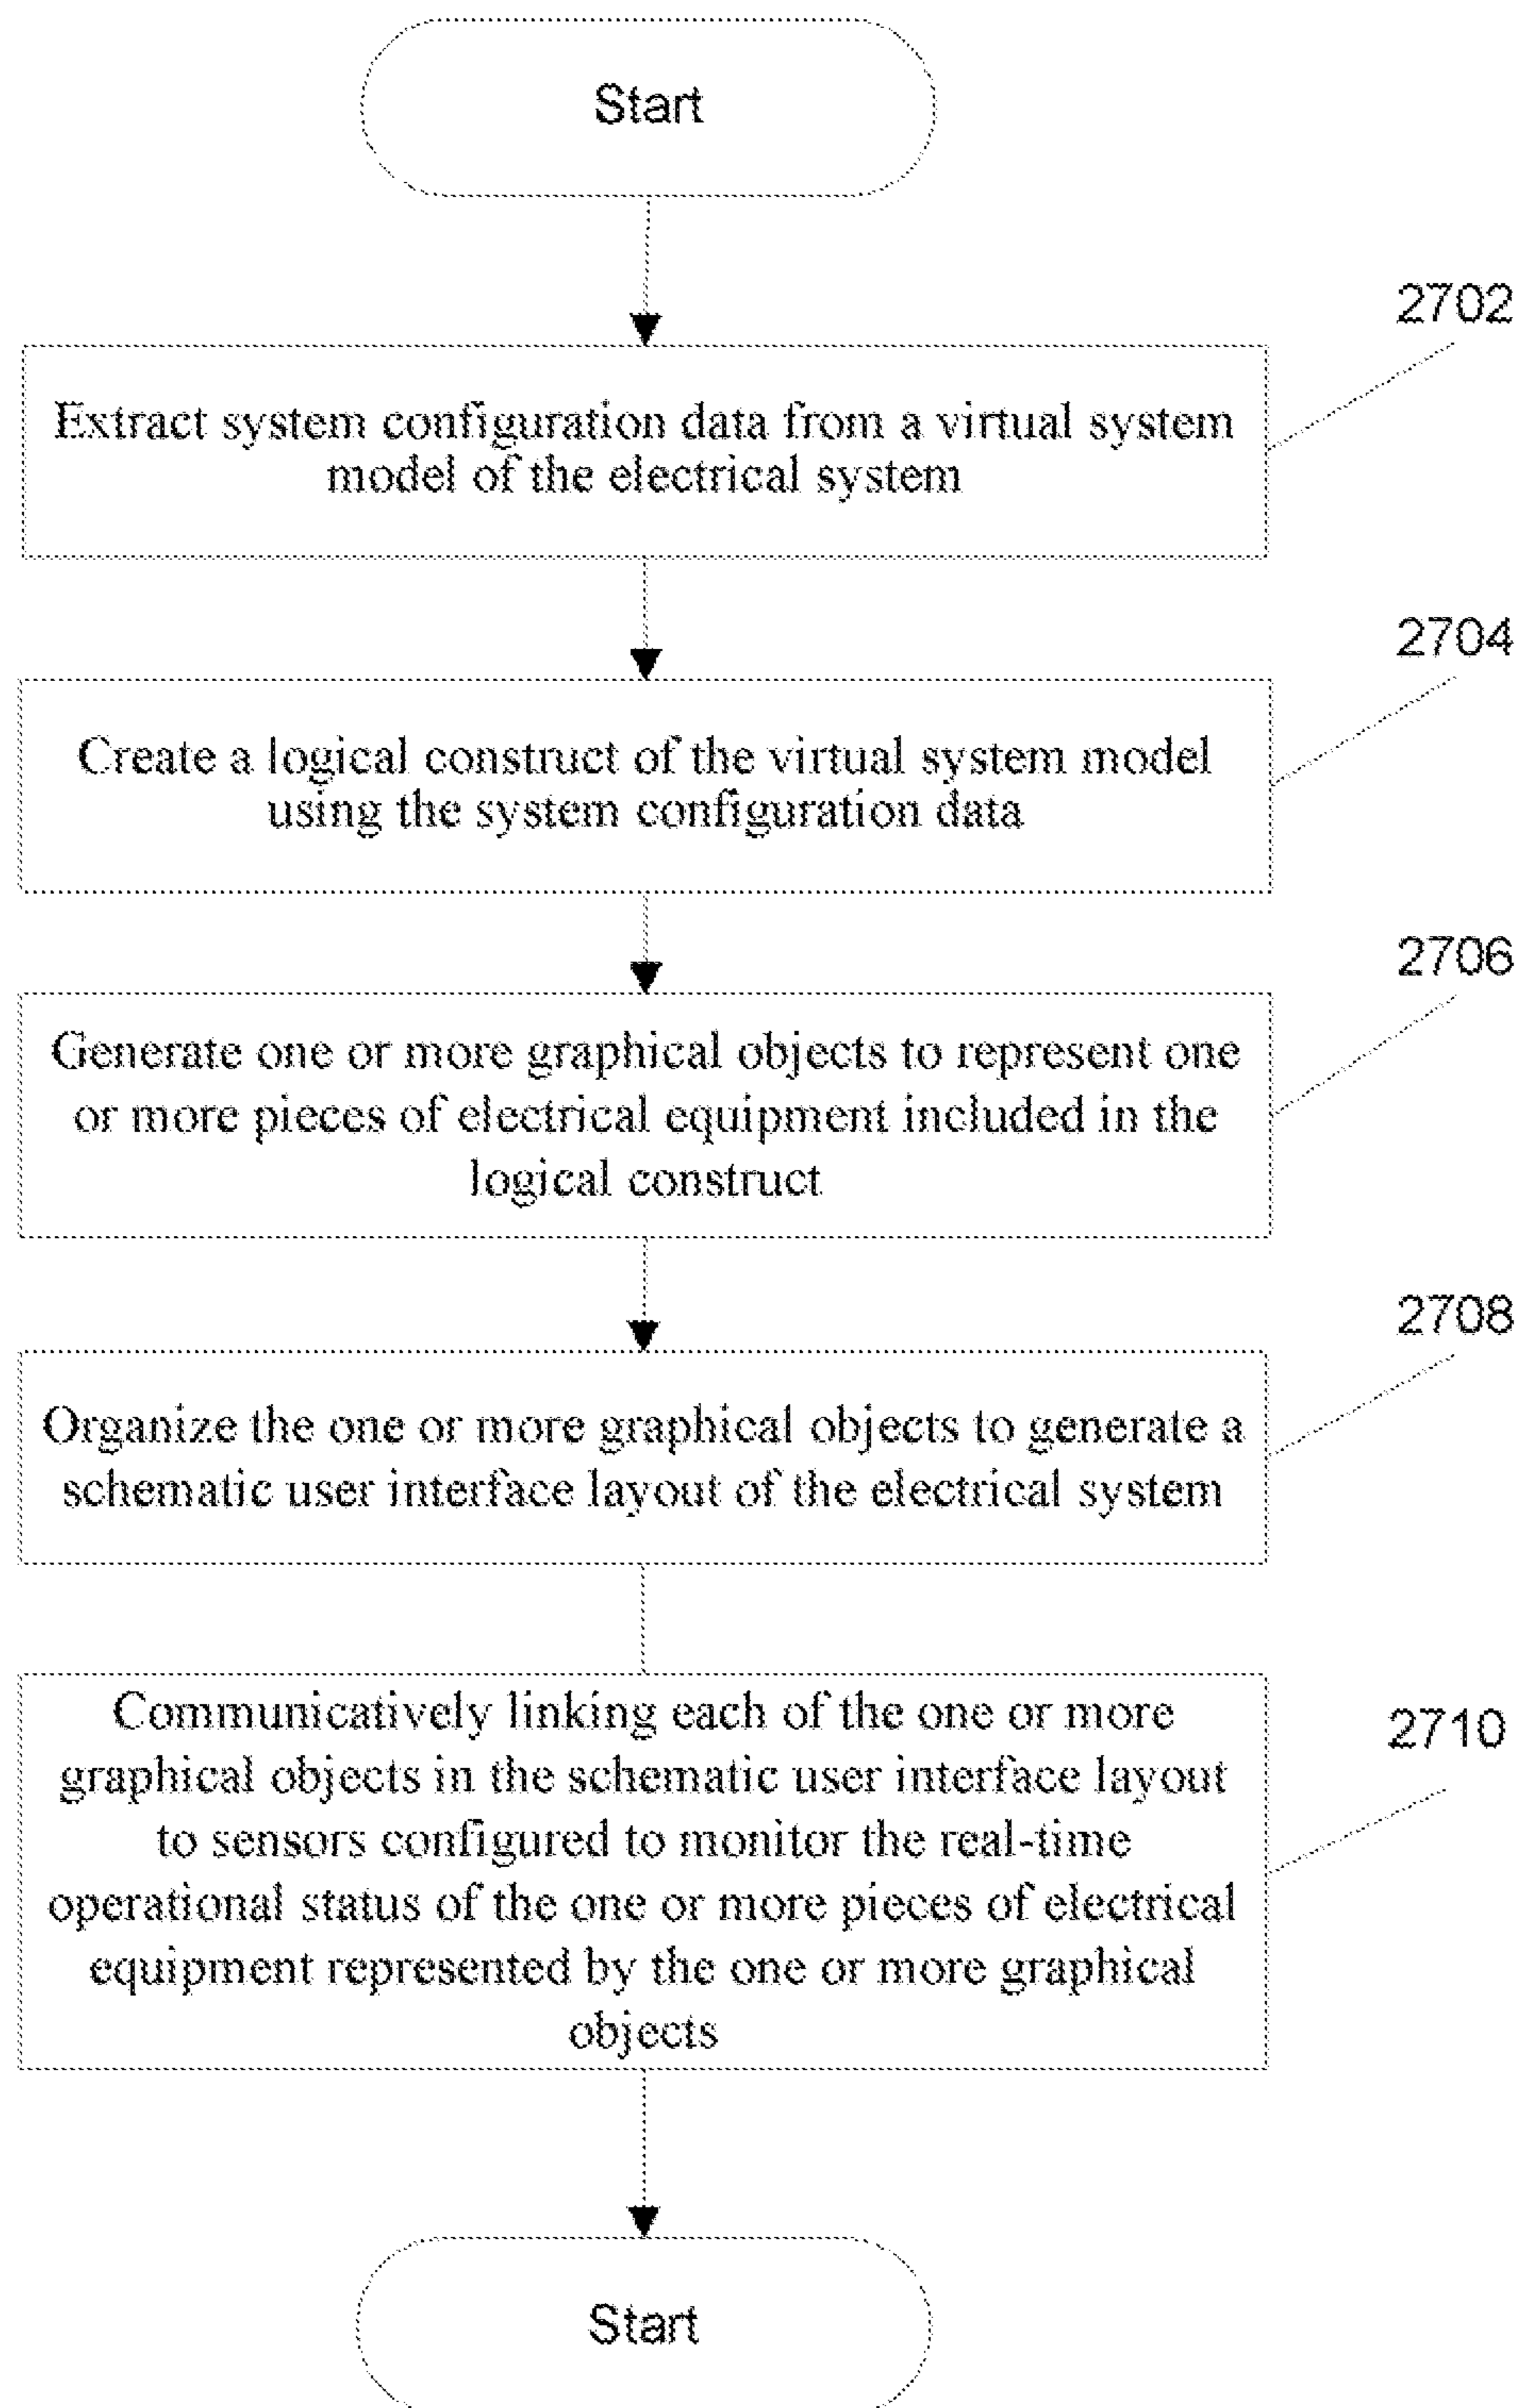 Start
2702
Extract system configuration data from a virtual system
model of the electrical system
2704
Create a logical construct of the virtual system model
using the system configuration data
2706
Generate one or more graphical objects to represent one
or more pieces of electrical equipment included in the
logical construct
2708
Organize the one or more graphical objects to generate a
schematic user interface layout of the electrical system
2710
Communicatively linking each of the one or more
graphical objects in the schematic user interface layout
to sensors configured to monitor the real-time
operational status of the one or more pieces of electrical
equipment represented by the one or more graphical
objects
Start